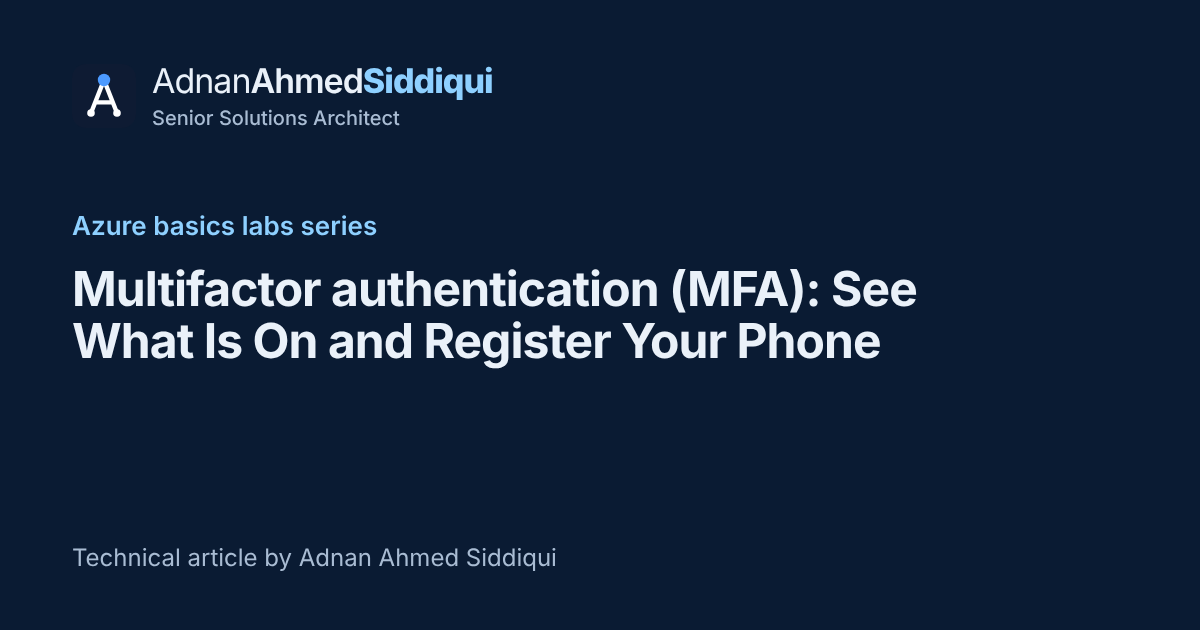 AdnanAhmedSiddiqui
Senior Solutions Architect
Azure basics labs series
Multifactor authentication (MFA): See
What Is On and Register Your Phone
Technical article by Adnan Ahmed Siddiqui